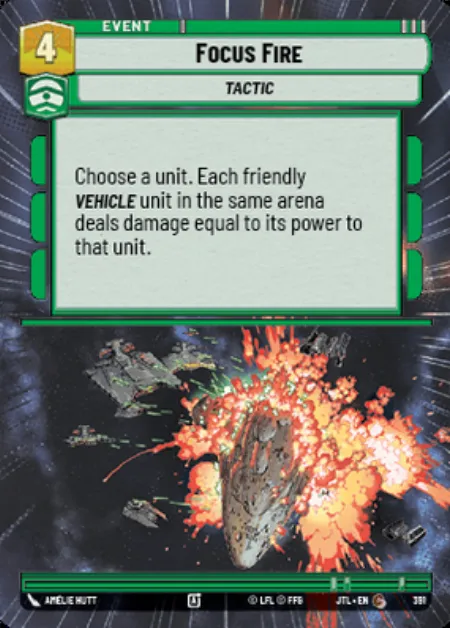 EVENT
4
FOCUS FIRE
TACTIC
Choose a unit. Each friendly
VEHICLE unit in the same arena
deals damage equal to its power to
that unit.
AMÉLIE HUTT
© LFL © FFG
JTL • EN
391